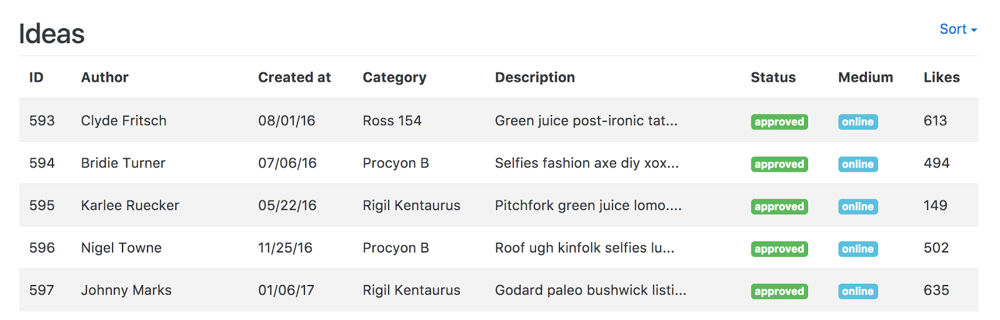 Ideas
Sort
ID Author Created at Category Description Status Medium Likes
593 Clyde Fritsch 08/01/16 Ross 154 Green juice post-ironic tat... approved online 613
594 Bridie Turner 07/06/16 Procyon B Selfies fashion axe diy xox... approved online 494
595 Karlee Ruecker 05/22/16 Rigil Kentaurus Pitchfork green juice lomo.... approved online 149
596 Nigel Towne 11/25/16 Procyon B Roof ugh kinfolk selfies lu... approved online 502
597 Johnny Marks 01/06/17 Rigil Kentaurus Godard paleo bushwick listi... approved online 635